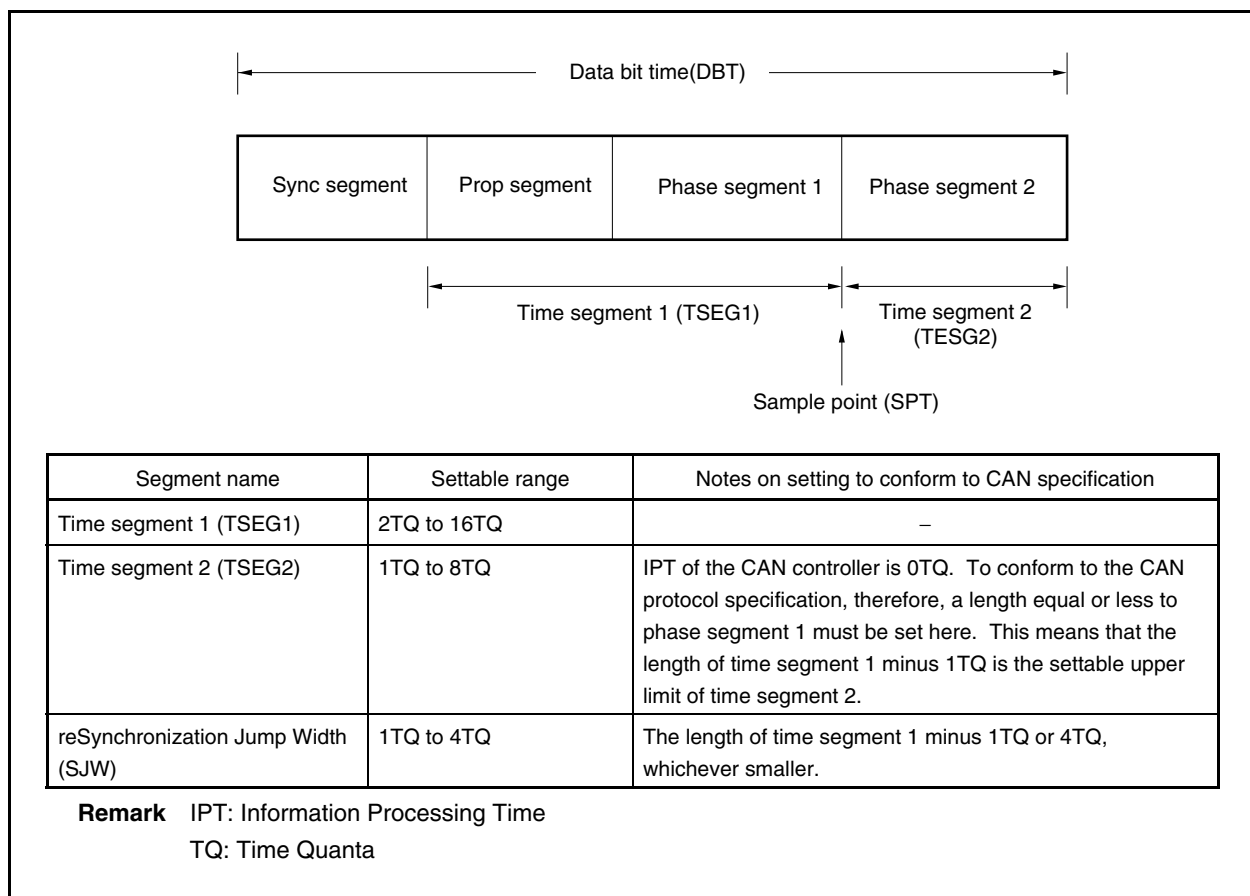 Data bit time(DBT)
Sync segment
Prop segment
Phase segment 1
Phase segment 2
Time segment 1 (TSEG1)
Time segment 2
(TESG2)
Sample point (SPT)
Segment name
Settable range
Notes on setting to conform to CAN specification
Time segment 1 (TSEG1)
2TQ to 16TQ
–
Time segment 2 (TSEG2)
1TQ to 8TQ
IPT of the CAN controller is 0TQ. To conform to the CAN
protocol specification, therefore, a length equal or less to
phase segment 1 must be set here. This means that the
length of time segment 1 minus 1TQ is the settable upper
limit of time segment 2.
reSynchronization Jump Width
(SJW)
1TQ to 4TQ
The length of time segment 1 minus 1TQ or 4TQ,
whichever smaller.
Remark IPT: Information Processing Time
TQ: Time Quanta